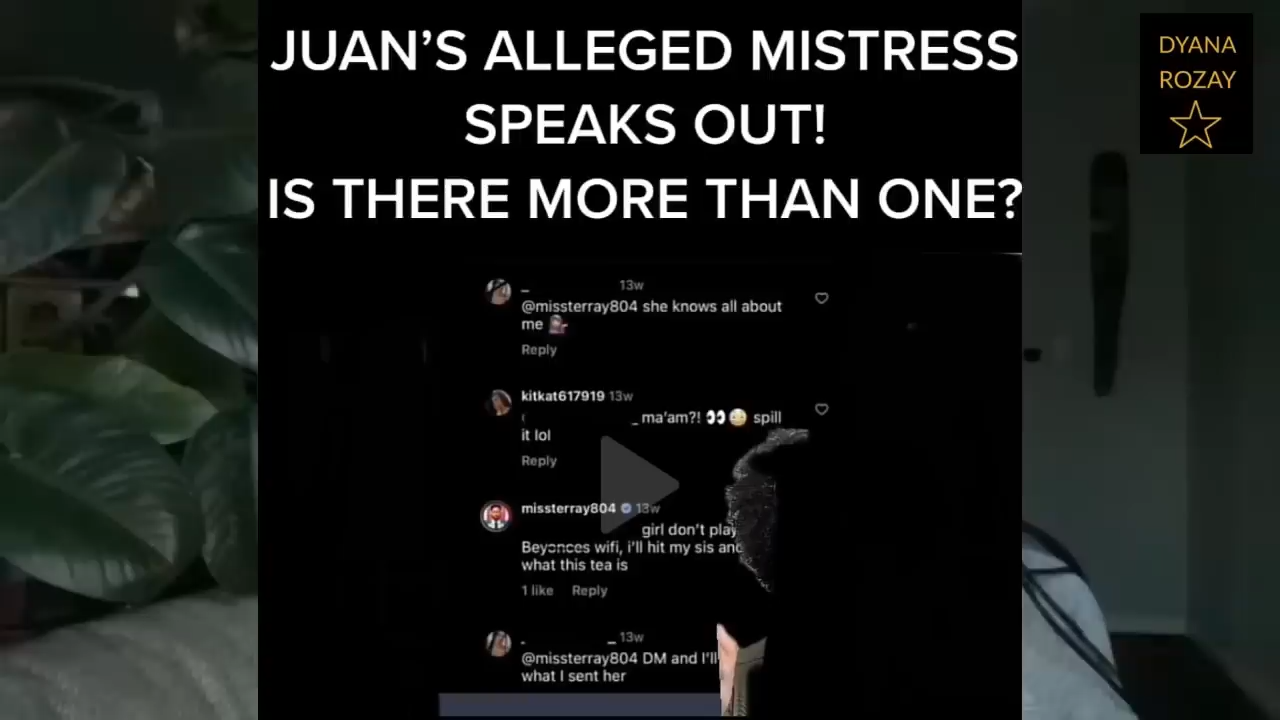 JUAN'S ALLEGED MISTRESS
SPEAKS OUT!
IS THERE MORE THAN ONE?
DYANA
ROZAY
_ 13w
@missterray804 she knows all about
me
Reply
kitkat617919 13w
_ ma'am?! 👀😳 spill
it lol
Reply
missterray804 13w
girl don't play
Beyonces wifi, i'll hit my sis and
what this tea is
1 like Reply
_ 13w
@missterray804 DM and I'll
what I sent her